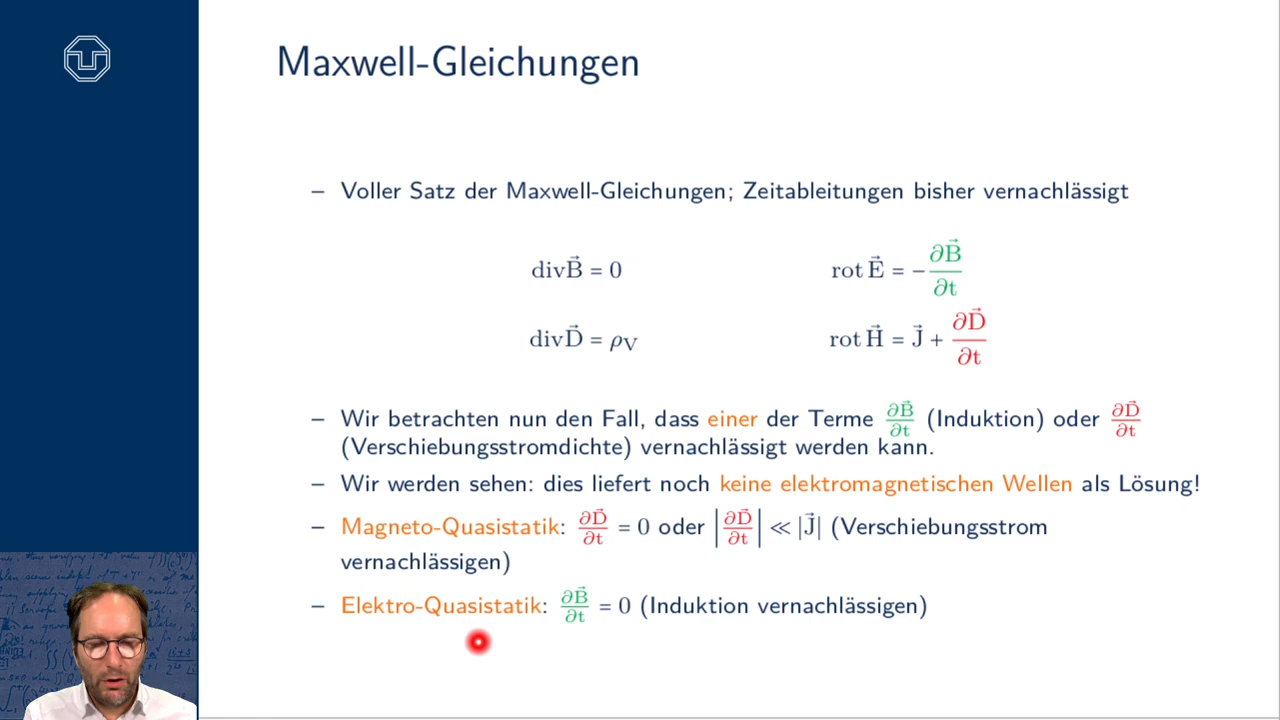 Maxwell-Gleichungen
– Voller Satz der Maxwell-Gleichungen; Zeitableitungen bisher vernachlässigt
div B⃗ = 0    rot E⃗ = − ∂B⃗/∂t
div D⃗ = ρ_V    rot H⃗ = J⃗ + ∂D⃗/∂t
– Wir betrachten nun den Fall, dass einer der Terme ∂B⃗/∂t (Induktion) oder ∂D⃗/∂t
(Verschiebungsstromdichte) vernachlässigt werden kann.
– Wir werden sehen: dies liefert noch keine elektromagnetischen Wellen als Lösung!
– Magneto-Quasistatik: ∂D⃗/∂t = 0 oder |∂D⃗/∂t| ≪ |J⃗| (Verschiebungsstrom
vernachlässigen)
– Elektro-Quasistatik: ∂B⃗/∂t = 0 (Induktion vernachlässigen)